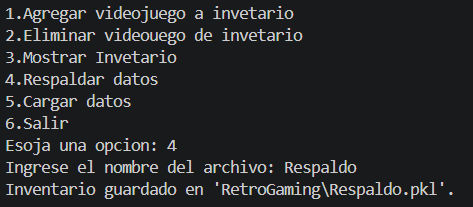 1.Agregar videojuego a invetario
2.Eliminar videouego de invetario
3.Mostrar Invetario
4.Respaldar datos
5.Cargar datos
6.Salir
Esoja una opcion: 4
Ingrese el nombre del archivo: Respaldo
Inventario guardado en 'RetroGaming\Respaldo.pkl'.